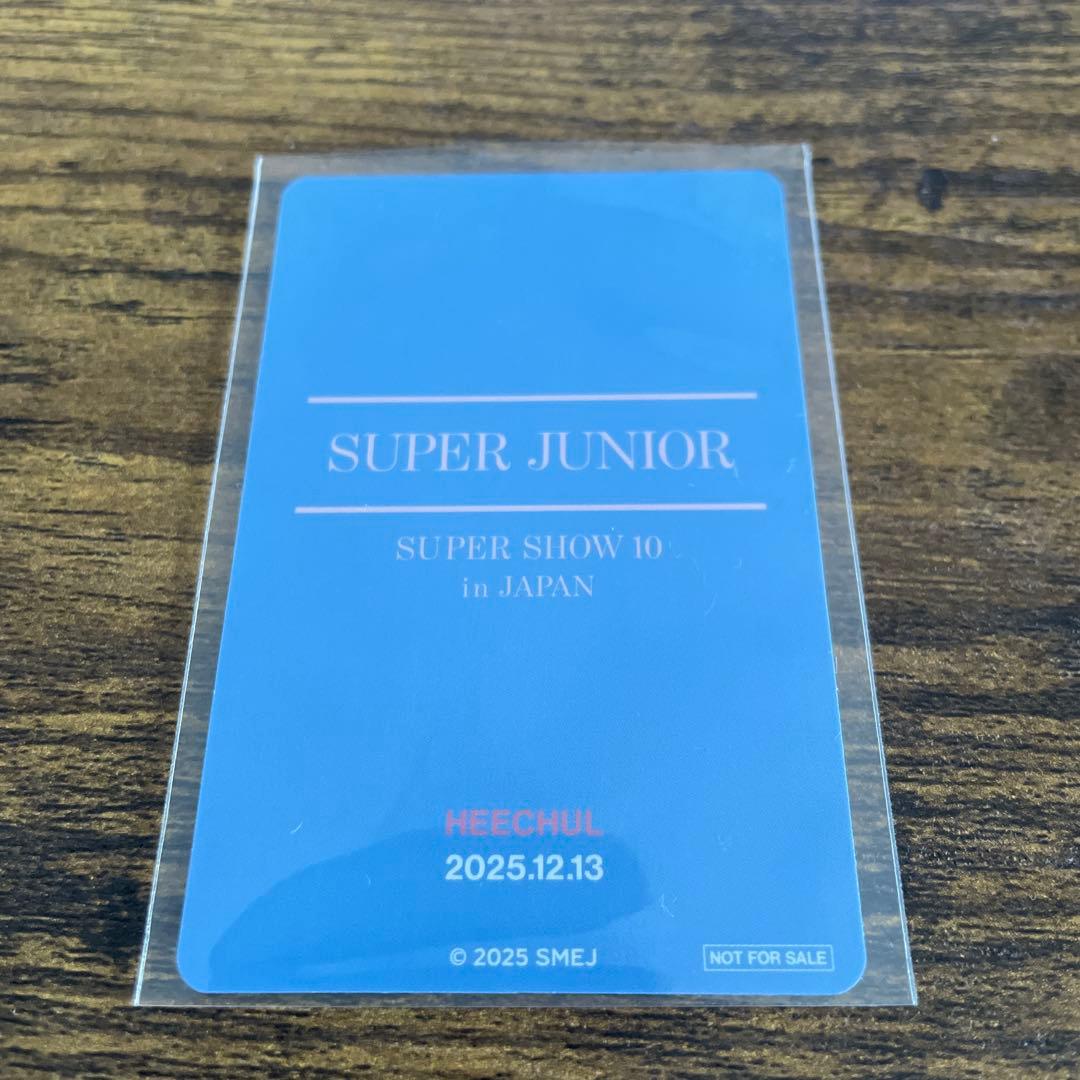 SUPER JUNIOR
SUPER SHOW 10
in JAPAN
HEECHUL
2025.12.13
© 2025 SMEJ
NOT FOR SALE